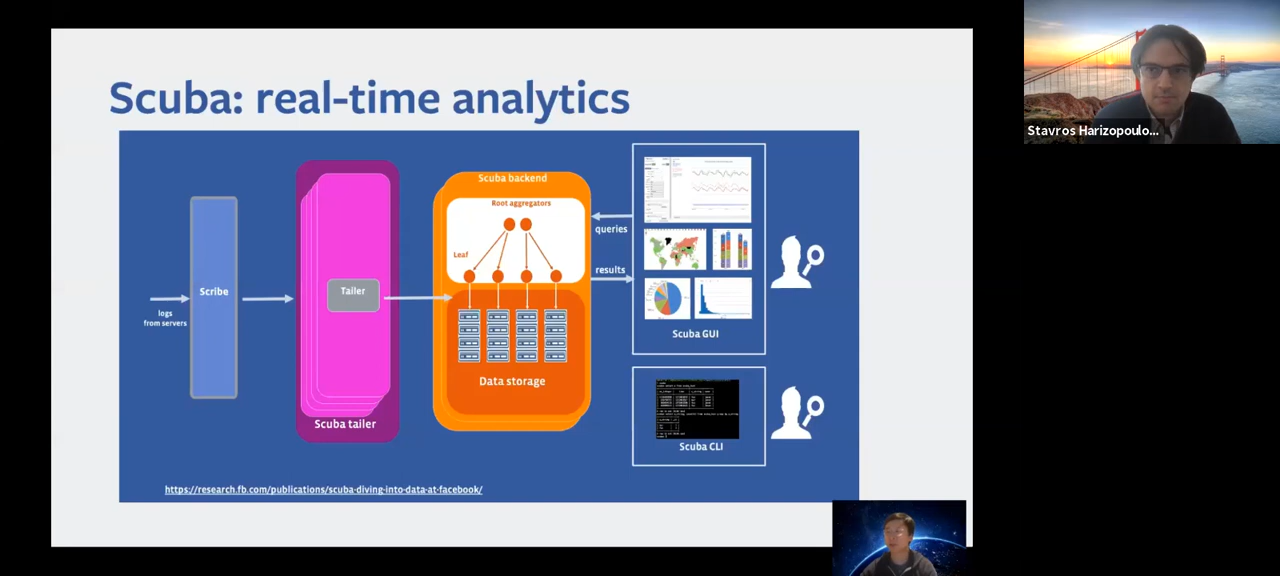 Scuba: real-time analytics
Stavros Harizopoulo...
Scuba backend
Root aggregators
Leaf
queries
results
Scribe
Tailer
logs
from servers
Data storage
Scuba tailer
Scuba GUI
Scuba CLI
https://research.fb.com/publications/scuba-diving-into-data-at-facebook/